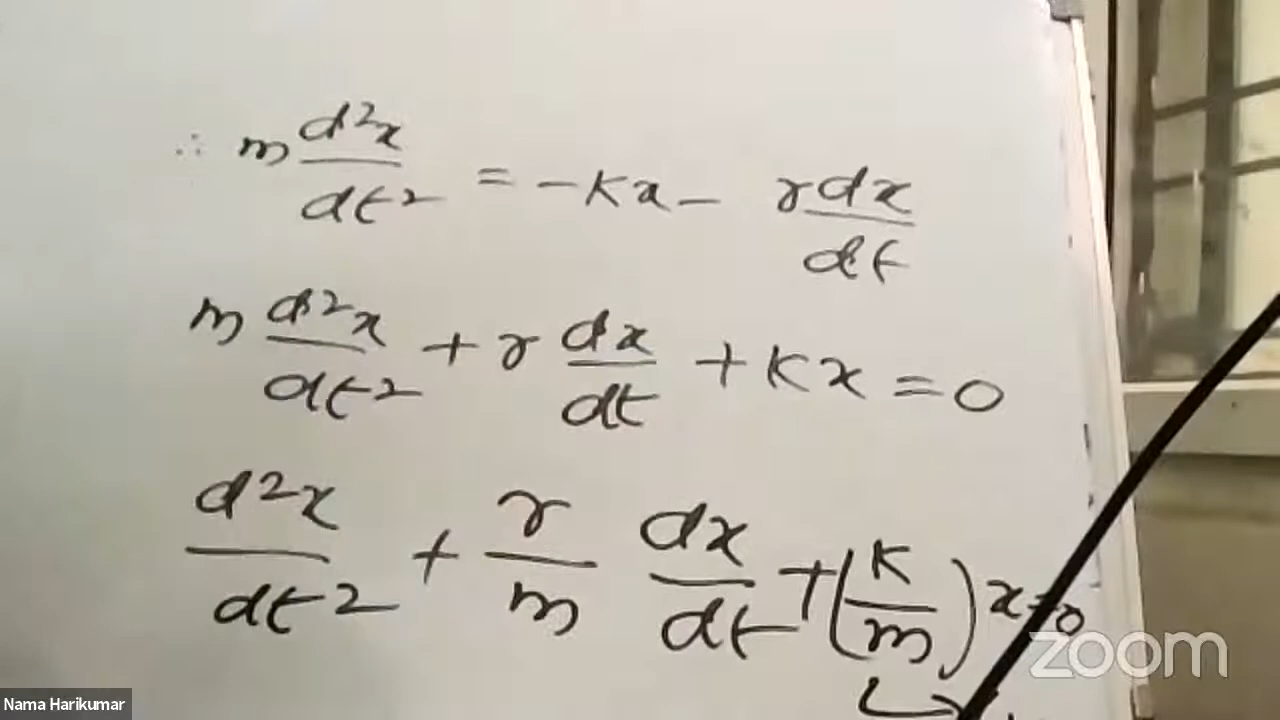 ∴ m d²x/dt² = -Kx - r dx/dt
m d²x/dt² + r dx/dt + Kx = 0
d²x/dt² + r/m dx/dt + (K/m) x = 0
zoom
Nama Harikumar